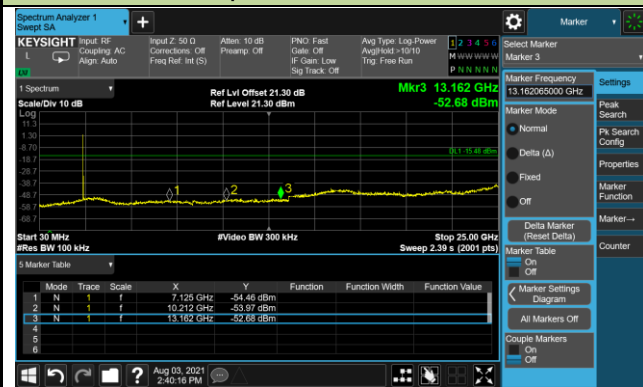 Spectrum Analyzer 1
Swept SA
Marker
KEYSIGHT Input: RF Input Z: 50 Ω Atten: 10 dB PNO: Fast Avg Type: Log-Power 1 2 3 4 5 6
L Coupling: AC Corrections: Off Preamp: Off Gate: Off Avg|Hold:>10/10 M W W W W W
Align: Auto Freq Ref: Int (S) IF Gain: Low Trig: Free Run
Sig Track: Off P N N N N N
LW
Select Marker
Marker 3
1 Spectrum
Scale/Div 10 dB
Ref Lvl Offset 21.30 dB
Ref Level 21.30 dBm
Mkr3 13.162 GHz
-52.68 dBm
Log
11.3
1.30
-8.70
-18.7
-28.7
-38.7
-48.7
-58.7
-68.7
DL1 -15.48 dBm
1
2
3
Start 30 MHz #Video BW 300 kHz Stop 25.00 GHz
#Res BW 100 kHz Sweep 2.39 s (2001 pts)
5 Marker Table
Mode Trace Scale X Y Function Function Width Function Value
1 N 1 f 7.125 GHz -54.46 dBm
2 N 1 f 10.212 GHz -53.97 dBm
3 N 1 f 13.162 GHz -52.68 dBm
4
5
6
Marker Frequency
13.162065000 GHz
Marker Mode
Normal
Delta (Δ)
Fixed
Off
Delta Marker
(Reset Delta)
Marker Table
On
Off
Marker Settings
Diagram
All Markers Off
Couple Markers
On
Off
Settings
Peak
Search
Pk Search
Config
Properties
Marker
Function
Marker→
Counter
Aug 03, 2021
2:40:16 PM